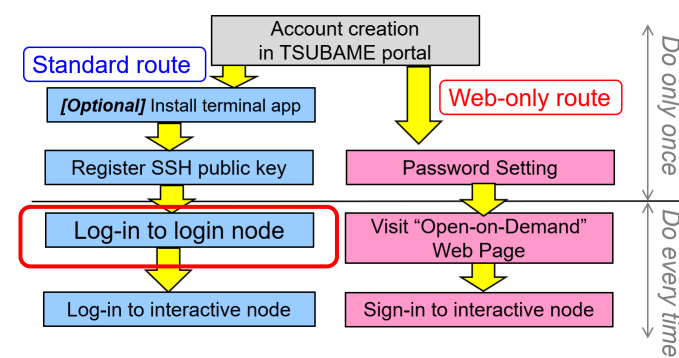 Account creation
in TSUBAME portal
Standard route
Web-only route
[Optional] Install terminal app
Register SSH public key
Password Setting
Do only once
Log-in to login node
Visit “Open-on-Demand”
Web Page
Log-in to interactive node
Sign-in to interactive node
Do every time